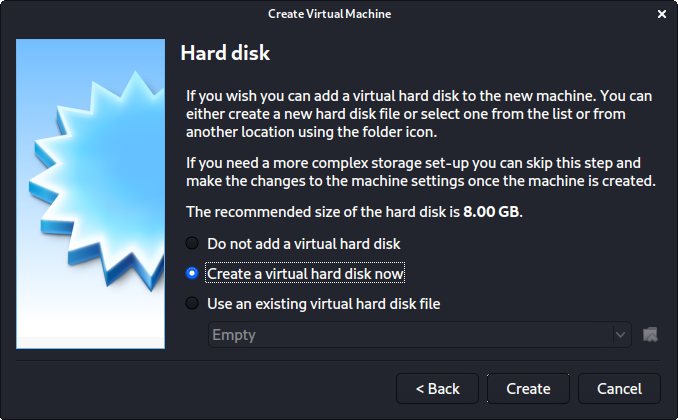 Create Virtual Machine
Hard disk
If you wish you can add a virtual hard disk to the new machine. You can
either create a new hard disk file or select one from the list or from
another location using the folder icon.
If you need a more complex storage set-up you can skip this step and
make the changes to the machine settings once the machine is created.
The recommended size of the hard disk is 8.00 GB.
Do not add a virtual hard disk
Create a virtual hard disk now
Use an existing virtual hard disk file
Empty
< Back
Create
Cancel